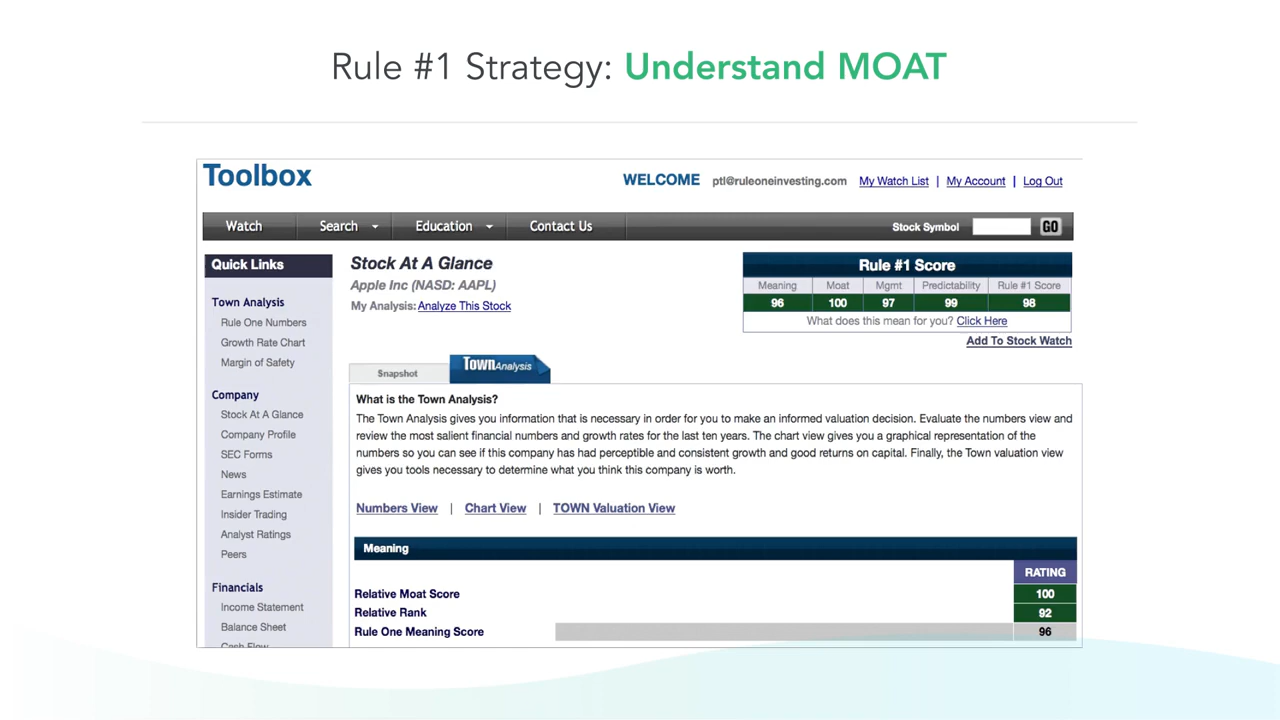 Rule #1 Strategy: Understand MOAT
Toolbox
WELCOME ptl@ruleoneinvesting.com My Watch List | My Account | Log Out
Watch Search Education Contact Us Stock Symbol GO
Quick Links
Town Analysis
Rule One Numbers
Growth Rate Chart
Margin of Safety
Company
Stock At A Glance
Company Profile
SEC Forms
News
Earnings Estimate
Insider Trading
Analyst Ratings
Peers
Financials
Income Statement
Balance Sheet
Cash Flow
Stock At A Glance
Apple Inc (NASD: AAPL)
My Analysis: Analyze This Stock
Rule #1 Score
Meaning Moat Mgmt Predictability Rule #1 Score
96 100 97 99 98
What does this mean for you? Click Here
Add To Stock Watch
Snapshot Town Analysis
What is the Town Analysis?
The Town Analysis gives you information that is necessary in order for you to make an informed valuation decision. Evaluate the numbers view and
review the most salient financial numbers and growth rates for the last ten years. The chart view gives you a graphical representation of the
numbers so you can see if this company has had perceptible and consistent growth and good returns on capital. Finally, the Town valuation view
gives you tools necessary to determine what you think this company is worth.
Numbers View | Chart View | TOWN Valuation View
Meaning
RATING
Relative Moat Score 100
Relative Rank 92
Rule One Meaning Score 96